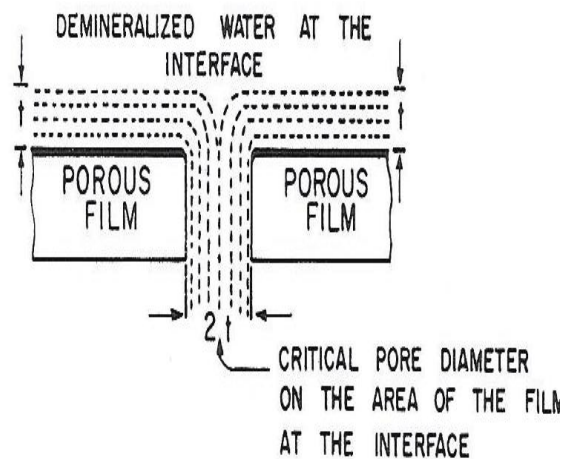 DEMINERALIZED WATER AT THE
INTERFACE
t
t
POROUS
FILM
POROUS
FILM
2 t
CRITICAL PORE DIAMETER
ON THE AREA OF THE FILM
AT THE INTERFACE